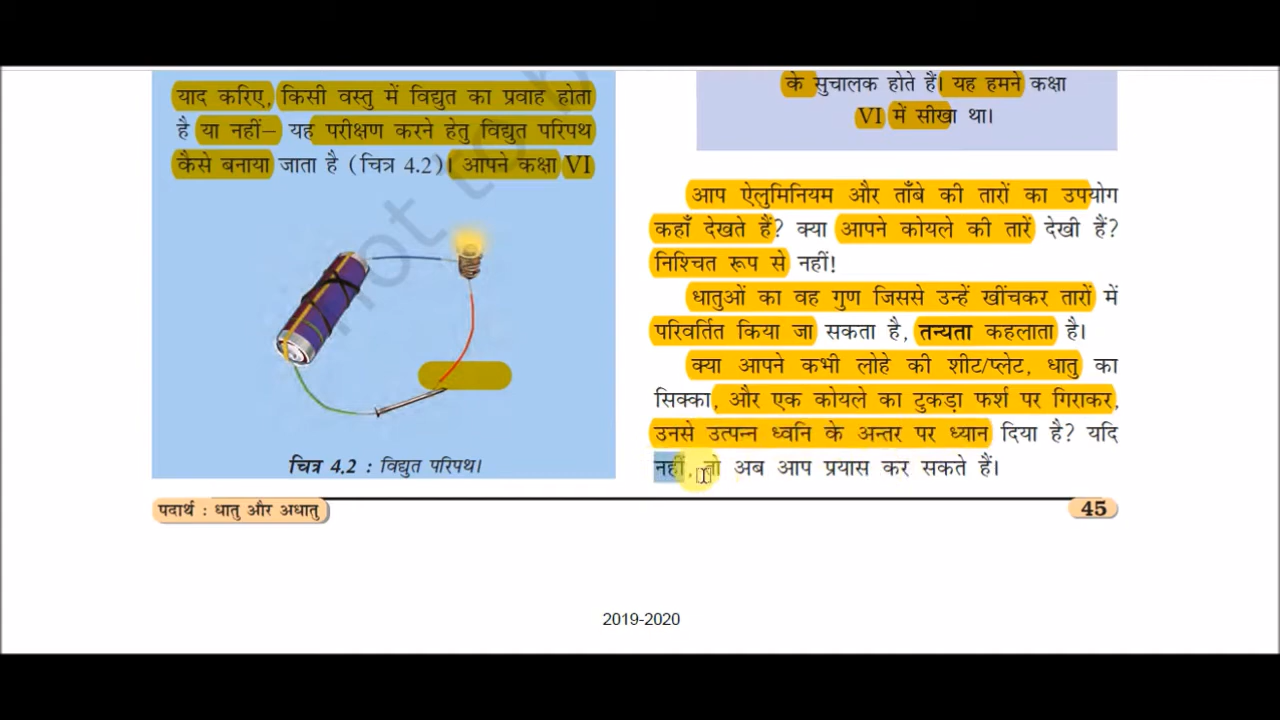 याद करिए, किसी वस्तु में विद्युत का प्रवाह होता
है या नहीं– यह परीक्षण करने हेतु विद्युत परिपथ
कैसे बनाया जाता है (चित्र 4.2)। आपने कक्षा VI
चित्र 4.2 : विद्युत परिपथ।
के सुचालक होते हैं। यह हमने कक्षा
VI में सीखा था।
आप ऐलुमिनियम और ताँबे की तारों का उपयोग
कहाँ देखते हैं? क्या आपने कोयले की तारें देखी हैं?
निश्चित रूप से नहीं!
धातुओं का वह गुण जिससे उन्हें खींचकर तारों में
परिवर्तित किया जा सकता है, तन्यता कहलाता है।
क्या आपने कभी लोहे की शीट/प्लेट, धातु का
सिक्का, और एक कोयले का टुकड़ा फर्श पर गिराकर,
उनसे उत्पन्न ध्वनि के अन्तर पर ध्यान दिया है? यदि
नहीं, तो अब आप प्रयास कर सकते हैं।
पदार्थ : धातु और अधातु
45
2019-2020